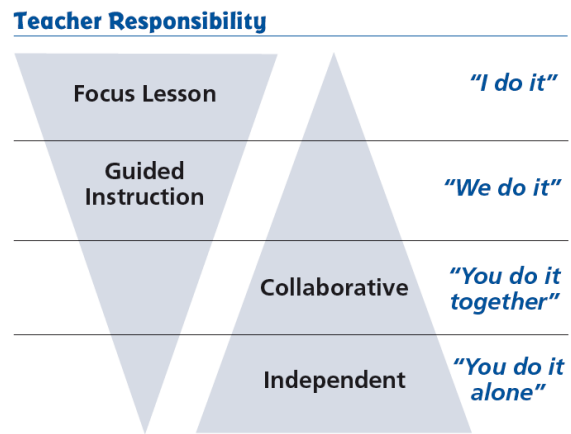 Teacher Responsibility
Focus Lesson
“I do it”
Guided
Instruction
“We do it”
Collaborative
“You do it
together”
Independent
“You do it
alone”